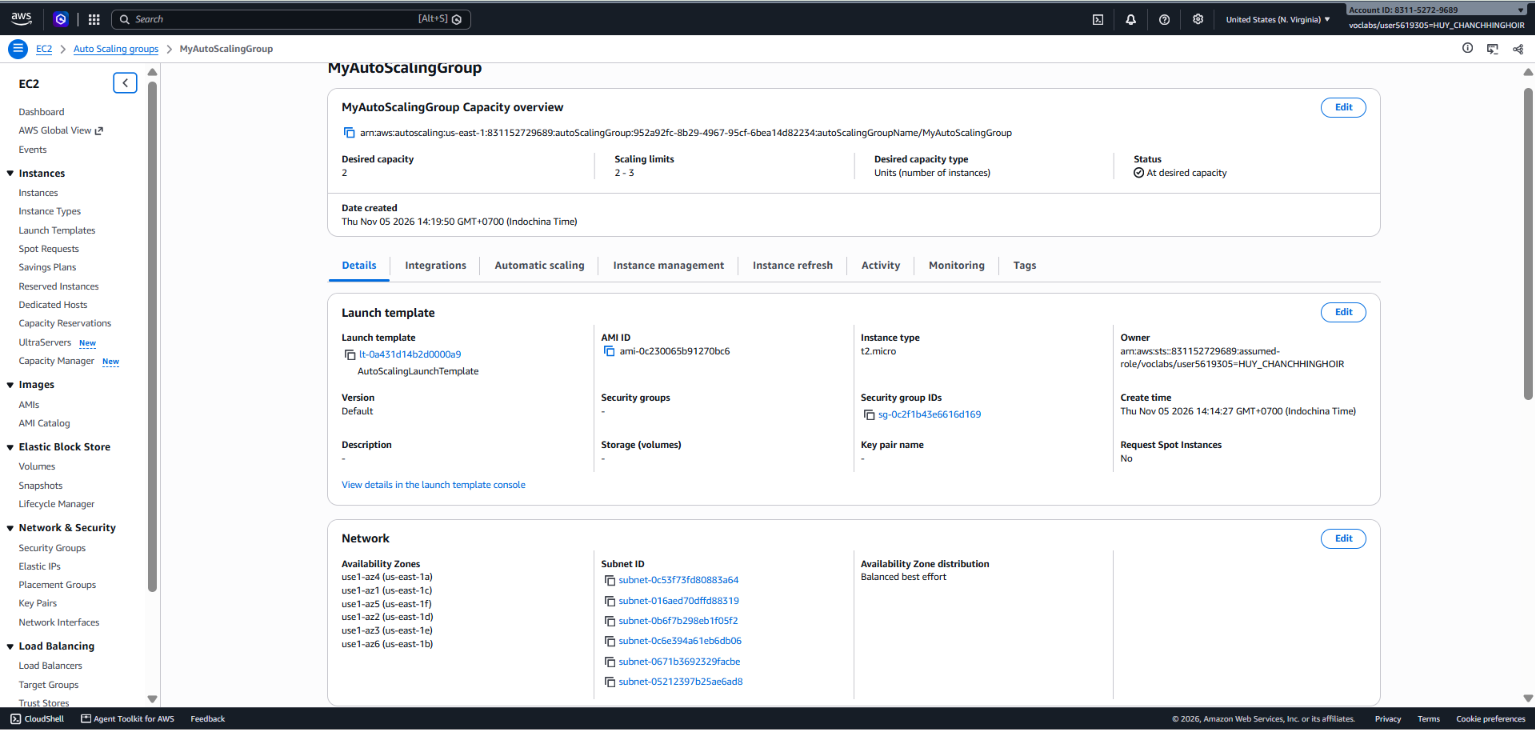 aws
Search
[Alt+S]
United States (N. Virginia)
Account ID: 8311-5272-9689
voclabs/user5619305=HUY_CHANCHHINGHOIR
EC2
Auto Scaling groups
MyAutoScalingGroup
EC2
Dashboard
AWS Global View
Events
Instances
Instances
Instance Types
Launch Templates
Spot Requests
Savings Plans
Reserved Instances
Dedicated Hosts
Capacity Reservations
UltraServers New
Capacity Manager New
Images
AMIs
AMI Catalog
Elastic Block Store
Volumes
Snapshots
Lifecycle Manager
Network & Security
Security Groups
Elastic IPs
Placement Groups
Key Pairs
Network Interfaces
Load Balancing
Load Balancers
Target Groups
Trust Stores
MyAutoScalingGroup
MyAutoScalingGroup Capacity overview
Edit
arn:aws:autoscaling:us-east-1:831152729689:autoScalingGroup:952a92fc-8b29-4967-95cf-6bea14d82234:autoScalingGroupName/MyAutoScalingGroup
Desired capacity
2
Scaling limits
2 - 3
Desired capacity type
Units (number of instances)
Status
At desired capacity
Date created
Thu Nov 05 2026 14:19:50 GMT+0700 (Indochina Time)
Details
Integrations
Automatic scaling
Instance management
Instance refresh
Activity
Monitoring
Tags
Launch template
Edit
Launch template
lt-0a431d14b2d0000a9
AutoScalingLaunchTemplate
AMI ID
ami-0c230065b91270bc6
Instance type
t2.micro
Owner
arn:aws:sts::831152729689:assumed-
role/voclabs/user5619305=HUY_CHANCHHINGHOIR
Version
Default
Security groups
-
Security group IDs
sg-0c2f1b43e6616d169
Create time
Thu Nov 05 2026 14:14:27 GMT+0700 (Indochina Time)
Description
-
Storage (volumes)
-
Key pair name
-
Request Spot Instances
No
View details in the launch template console
Network
Edit
Availability Zones
use1-az4 (us-east-1a)
use1-az1 (us-east-1c)
use1-az5 (us-east-1f)
use1-az2 (us-east-1d)
use1-az3 (us-east-1e)
use1-az6 (us-east-1b)
Subnet ID
subnet-0c53f73fd80883a64
subnet-016aed70dffd88319
subnet-0b6f7b298eb1f05f2
subnet-0c6e394a61eb6db06
subnet-0671b3692329facbe
subnet-05212397b25ae6ad8
Availability Zone distribution
Balanced best effort
CloudShell
Agent Toolkit for AWS
Feedback
© 2026, Amazon Web Services, Inc. or its affiliates.
Privacy
Terms
Cookie preferences